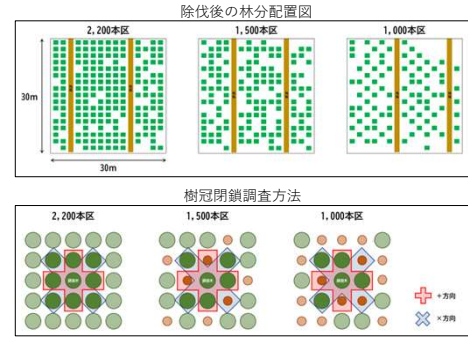 除伐後の林分配置図
2,200本区
1,500本区
1,000本区
30m
30m
樹冠閉鎖調査方法
2,200本区
1,500本区
1,000本区
+方向
×方向